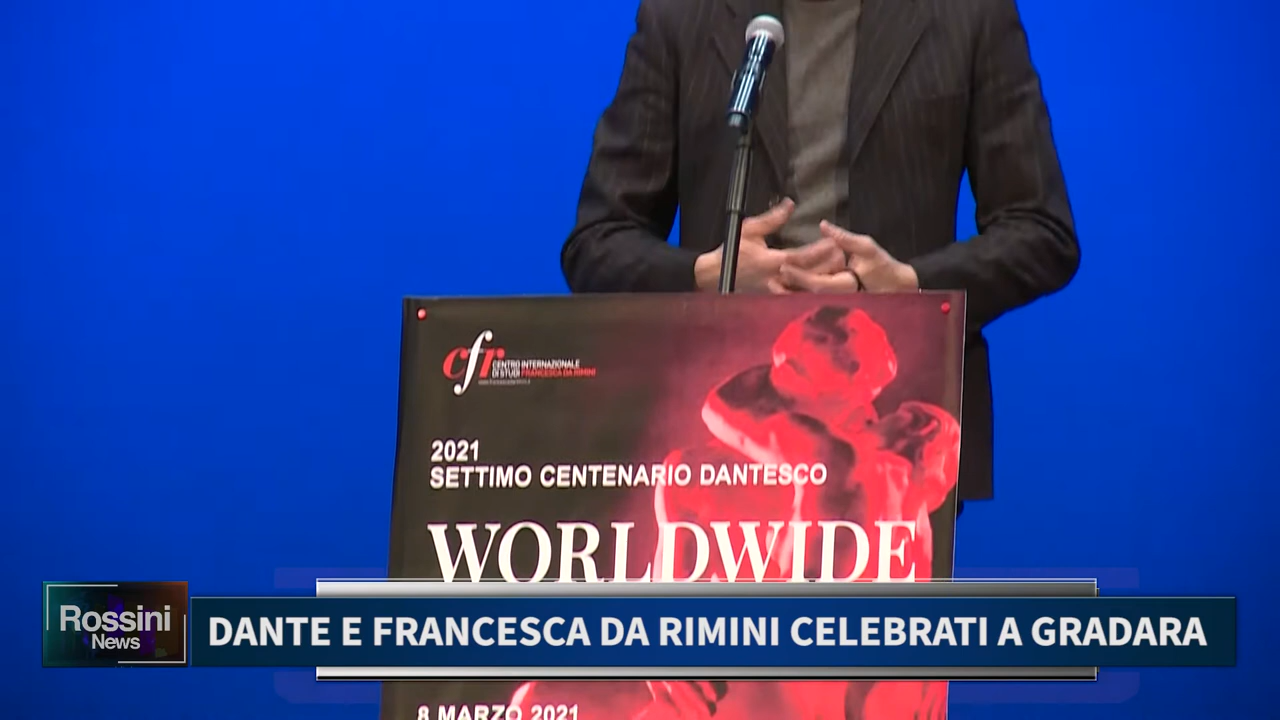 cfr CENTRO INTERNAZIONALE
DI STUDI FRANCESCA DA RIMINI
2021
SETTIMO CENTENARIO DANTESCO
WORLDWIDE
Rossini
News
DANTE E FRANCESCA DA RIMINI CELEBRATI A GRADARA
8 MARZO 2021